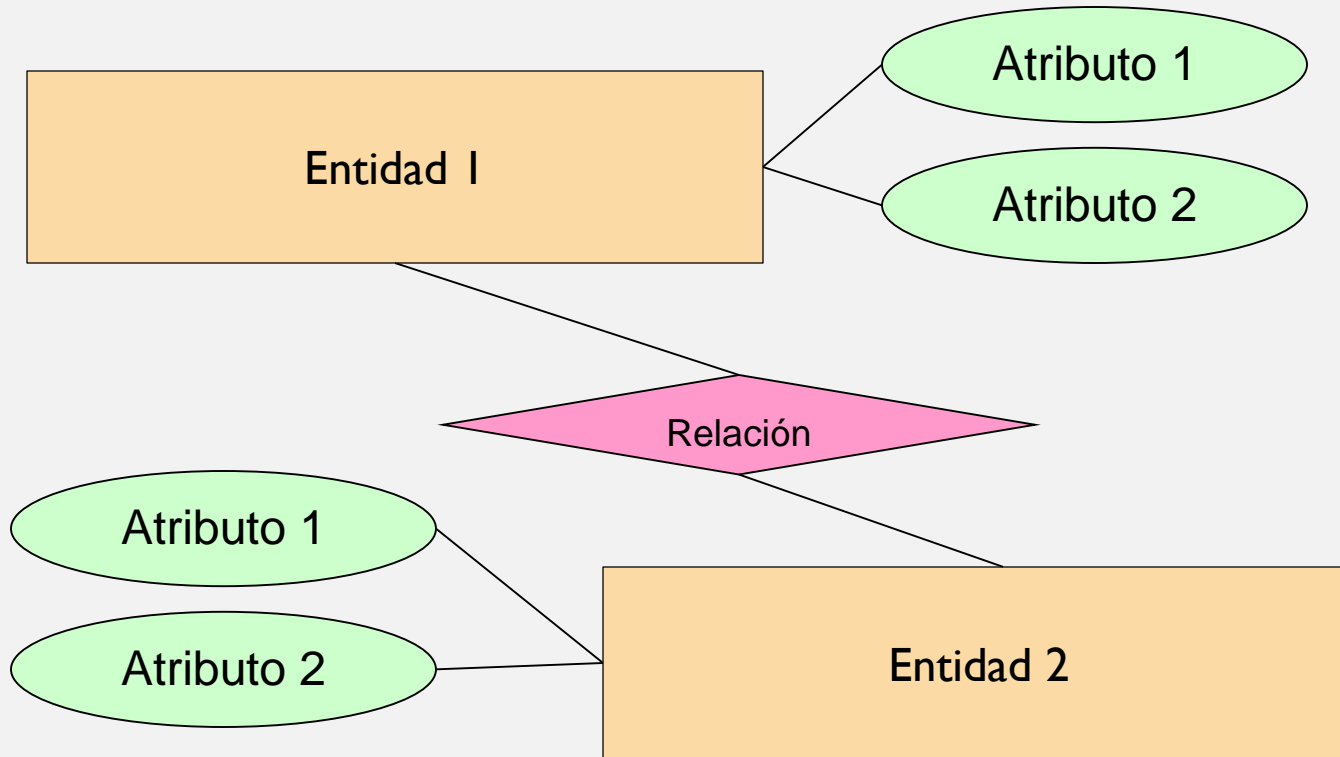 Atributo 1
Entidad 1
Atributo 2
Relación
Atributo 1
Atributo 2
Entidad 2